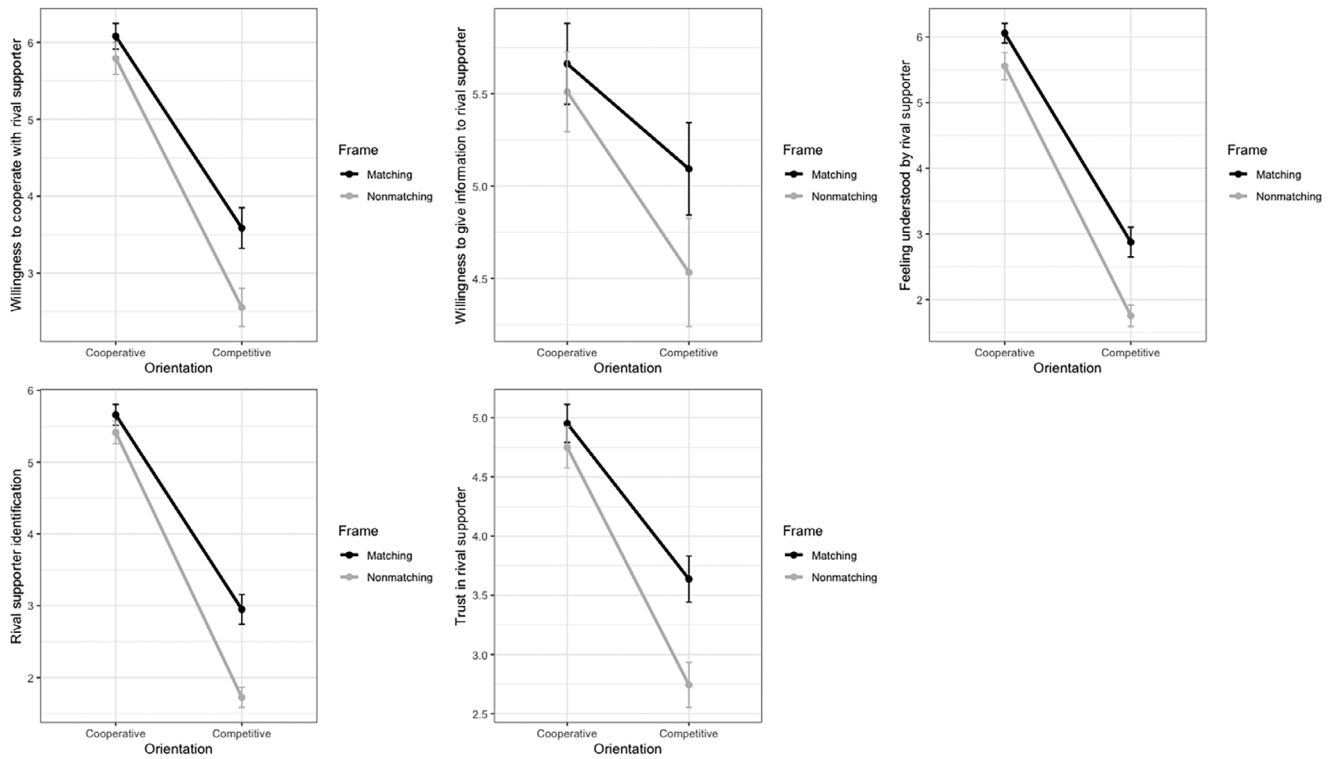 Willingness to cooperate with rival supporter
6
5
4
3
Cooperative
Competitive
Orientation
Frame
Matching
Nonmatching
Willingness to give information to rival supporter
5.5
5.0
4.5
Cooperative
Competitive
Orientation
Frame
Matching
Nonmatching
Feeling understood by rival supporter
6
5
4
3
2
Cooperative
Competitive
Orientation
Frame
Matching
Nonmatching
Rival supporter identification
6
5
4
3
2
Cooperative
Competitive
Orientation
Frame
Matching
Nonmatching
Trust in rival supporter
5.0
4.5
4.0
3.5
3.0
2.5
Cooperative
Competitive
Orientation
Frame
Matching
Nonmatching